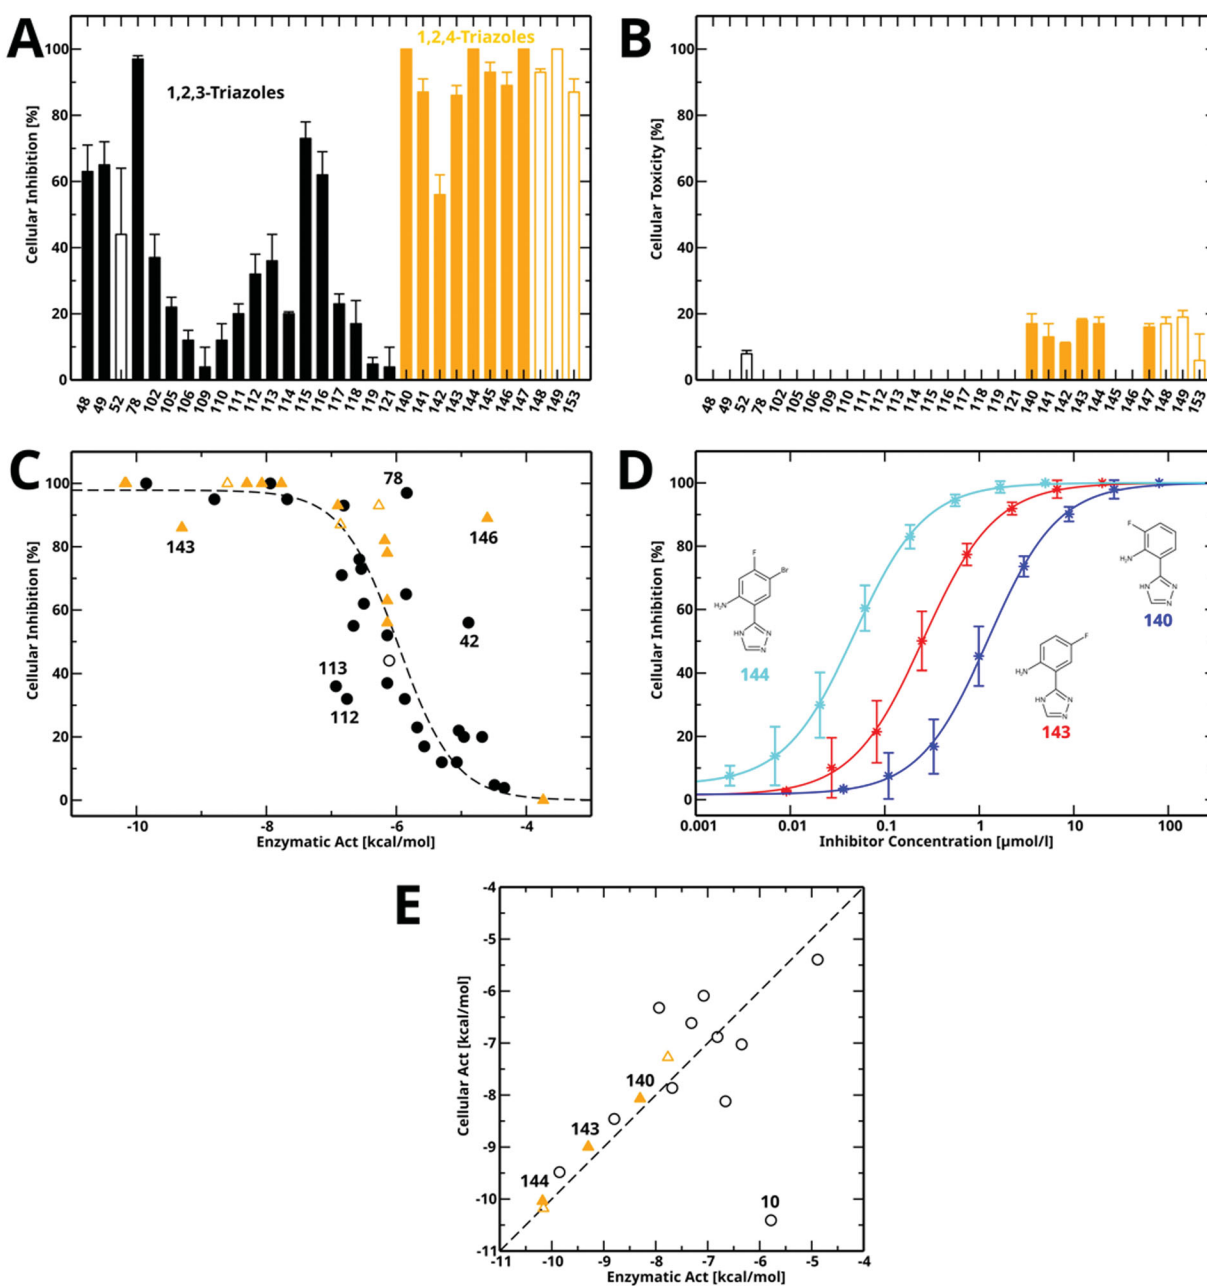 A
1,2,3-Triazoles
1,2,4-Triazoles
Cellular Inhibition [%]
100
80
60
40
20
0
48 49 52 78 102 105 106 109 110 111 112 113 114 115 116 117 118 119 121 140 141 142 143 144 145 146 147 148 149 153
B
Cellular Toxicity [%]
100
80
60
40
20
0
48 49 52 78 102 105 106 109 110 111 112 113 114 115 116 117 118 119 121 140 141 142 143 144 145 146 147 148 149 153
C
Cellular Inhibition [%]
100
80
60
40
20
0
78
143
146
42
113
112
-10 -8 -6 -4
Enzymatic Act [kcal/mol]
D
Cellular Inhibition [%]
100
80
60
40
20
0
F
Br
H₂N
HN
N
N
144
F
H₂N
HN
N
N
140
F
H₂N
HN
N
N
143
0.001 0.01 0.1 1 10 100
Inhibitor Concentration [µmol/l]
E
Cellular Act [kcal/mol]
-4
-5
-6
-7
-8
-9
-10
-11
140
143
144
10
-11 -10 -9 -8 -7 -6 -5 -4
Enzymatic Act [kcal/mol]